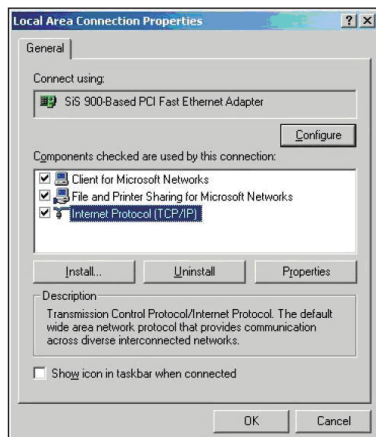 Local Area Connection Properties
General
Connect using:
SiS 900-Based PCI Fast Ethernet Adapter
Configure
Components checked are used by this connection:
Client for Microsoft Networks
File and Printer Sharing for Microsoft Networks
Internet Protocol (TCP/IP)
Install... Uninstall Properties
Description
Transmission Control Protocol/Internet Protocol. The default
wide area network protocol that provides communication
across diverse interconnected networks.
Show icon in taskbar when connected
OK Cancel